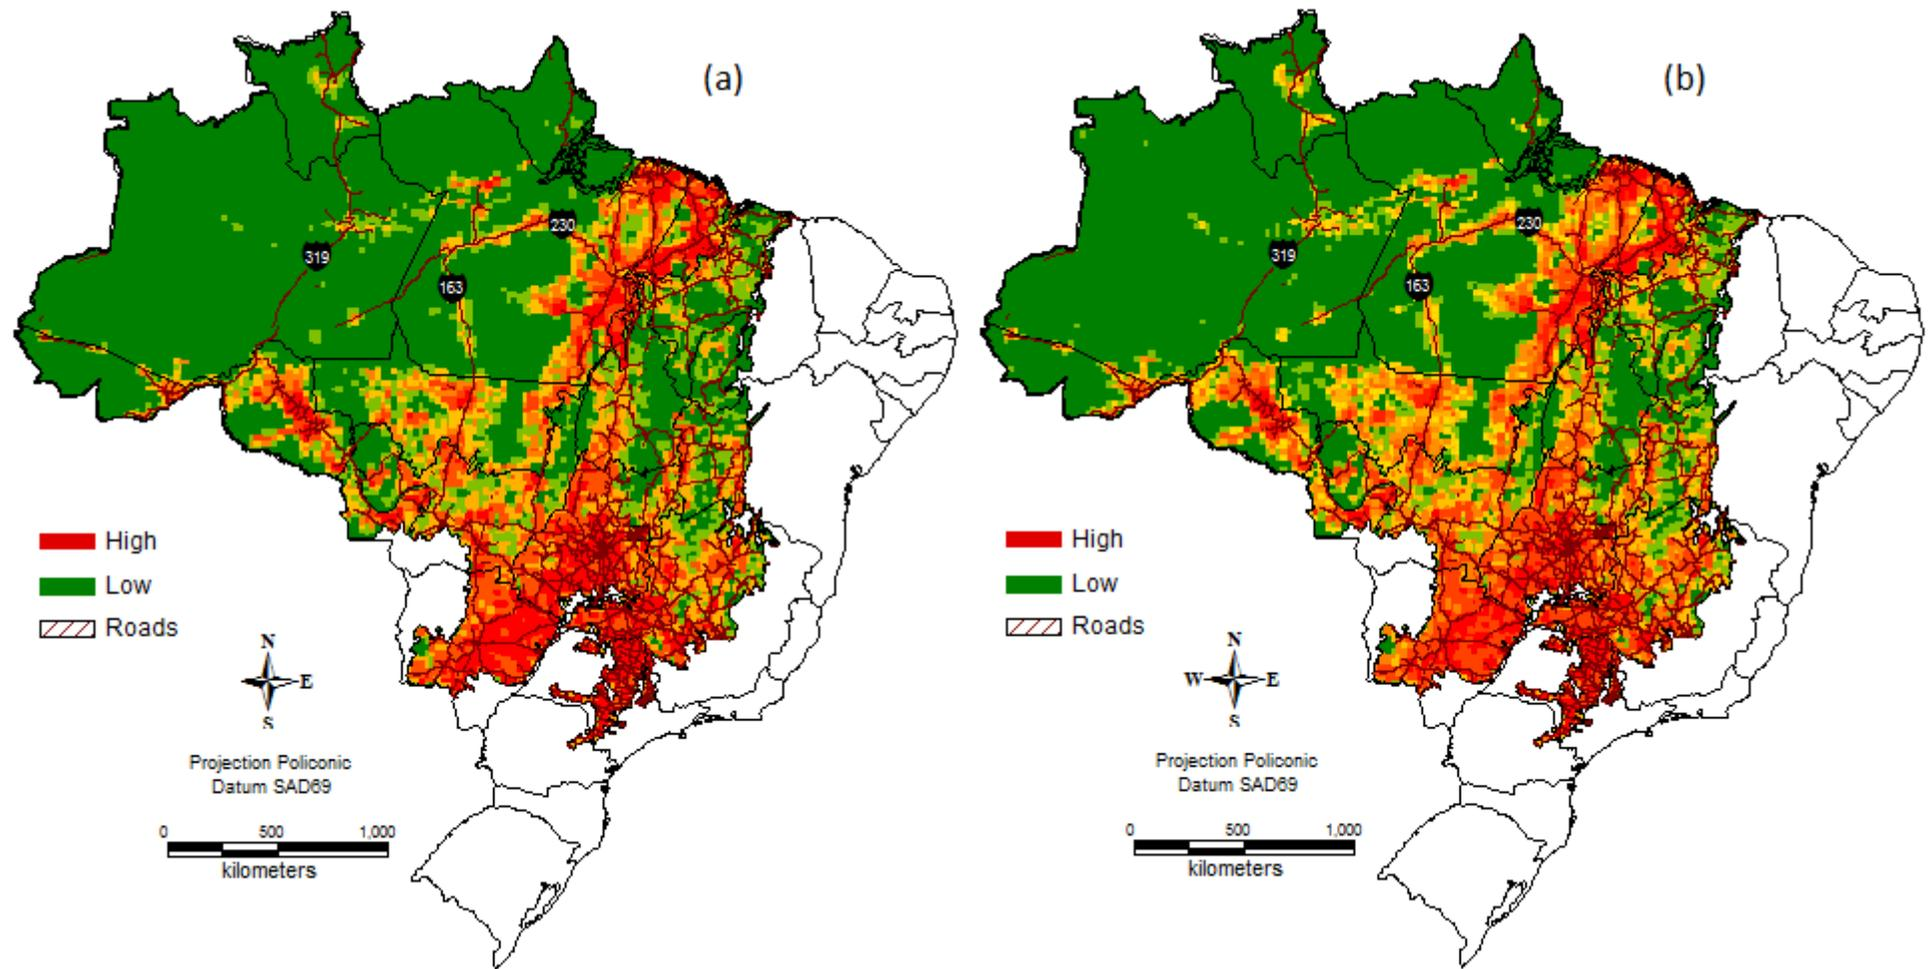 (a)
319
230
163
High
Low
Roads
N
E
S
Projection Policonic
Datum SAD69
0 500 1,000
kilometers
(b)
319
230
163
High
Low
Roads
N
W E
S
Projection Policonic
Datum SAD69
0 500 1,000
kilometers